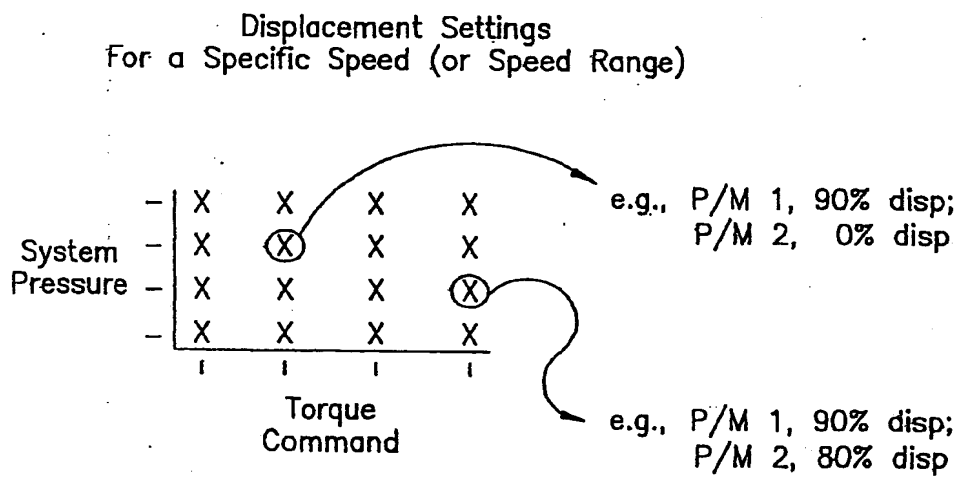 Displacement Settings
For a Specific Speed (or Speed Range)
X X X X
X X X X
X X X X
X X X X
System
Pressure
Torque
Command
e.g., P/M 1, 90% disp;
P/M 2, 0% disp
e.g., P/M 1, 90% disp;
P/M 2, 80% disp